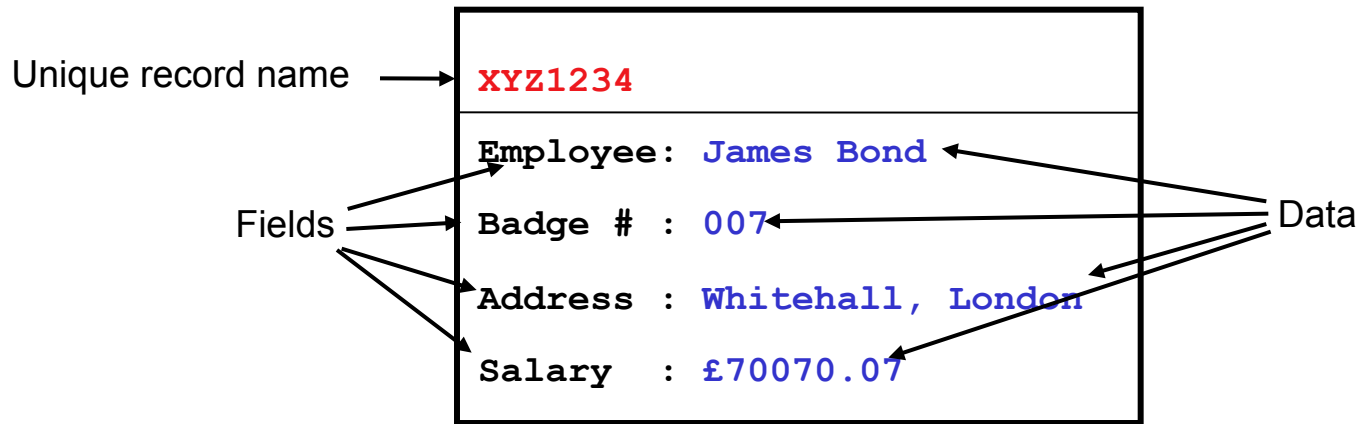 Unique record name
XYZ1234
Employee: James Bond
Fields
Badge # : 007
Data
Address : Whitehall, London
Salary : £70070.07